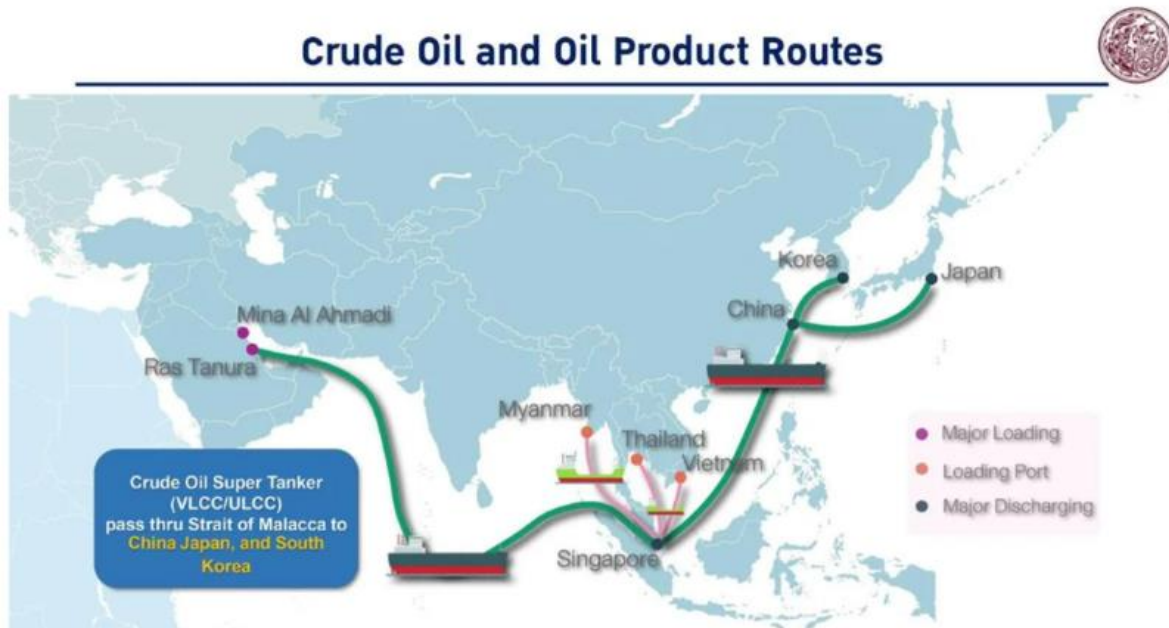 Crude Oil and Oil Product Routes
Korea
Japan
China
Mina Al Ahmadi
Ras Tanura
Myanmar
Thailand
Vietnam
Singapore
Major Loading
Loading Port
Major Discharging
Crude Oil Super Tanker
(VLCC/ULCC)
pass thru Strait of Malacca to
China Japan, and South
Korea